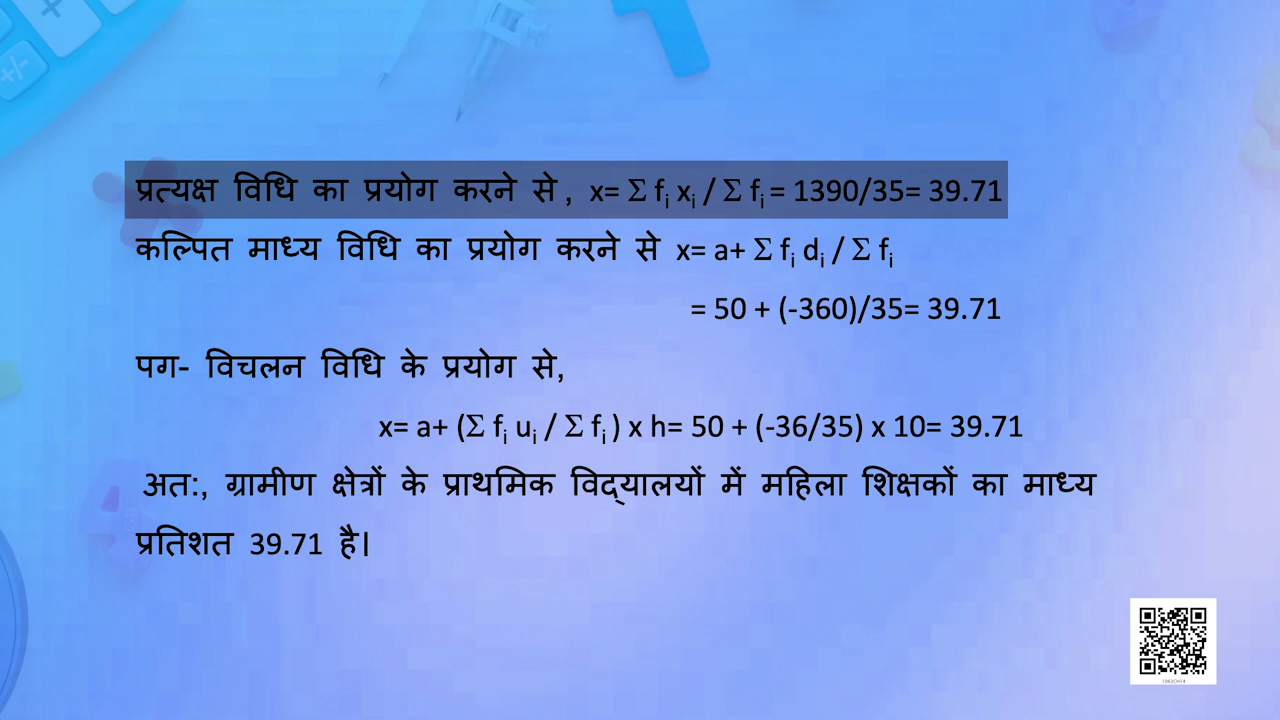 प्रत्यक्ष विधि का प्रयोग करने से , x= Σ fi xi / Σ fi = 1390/35= 39.71
कल्पित माध्य विधि का प्रयोग करने से x= a+ Σ fi di / Σ fi
= 50 + (-360)/35= 39.71
पग- विचलन विधि के प्रयोग से,
x= a+ (Σ fi ui / Σ fi ) x h= 50 + (-36/35) x 10= 39.71
अत:, ग्रामीण क्षेत्रों के प्राथमिक विद्यालयों में महिला शिक्षकों का माध्य
प्रतिशत 39.71 है।